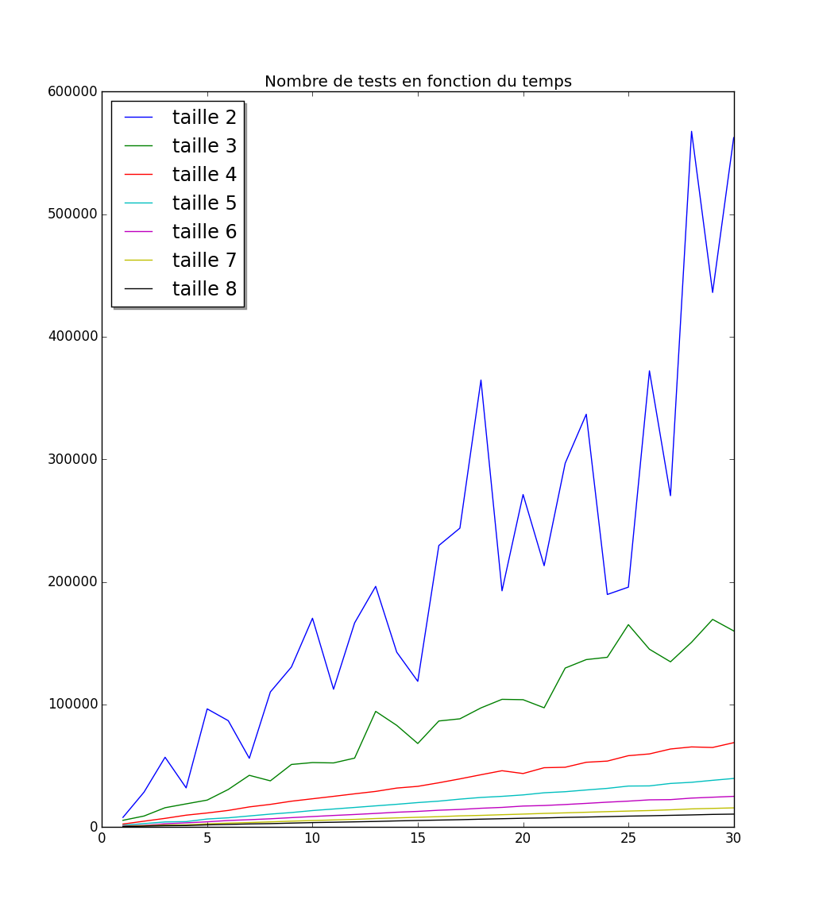 Nombre de tests en fonction du temps
600000
500000
400000
300000
200000
100000
0
taille 2
taille 3
taille 4
taille 5
taille 6
taille 7
taille 8
0 5 10 15 20 25 30